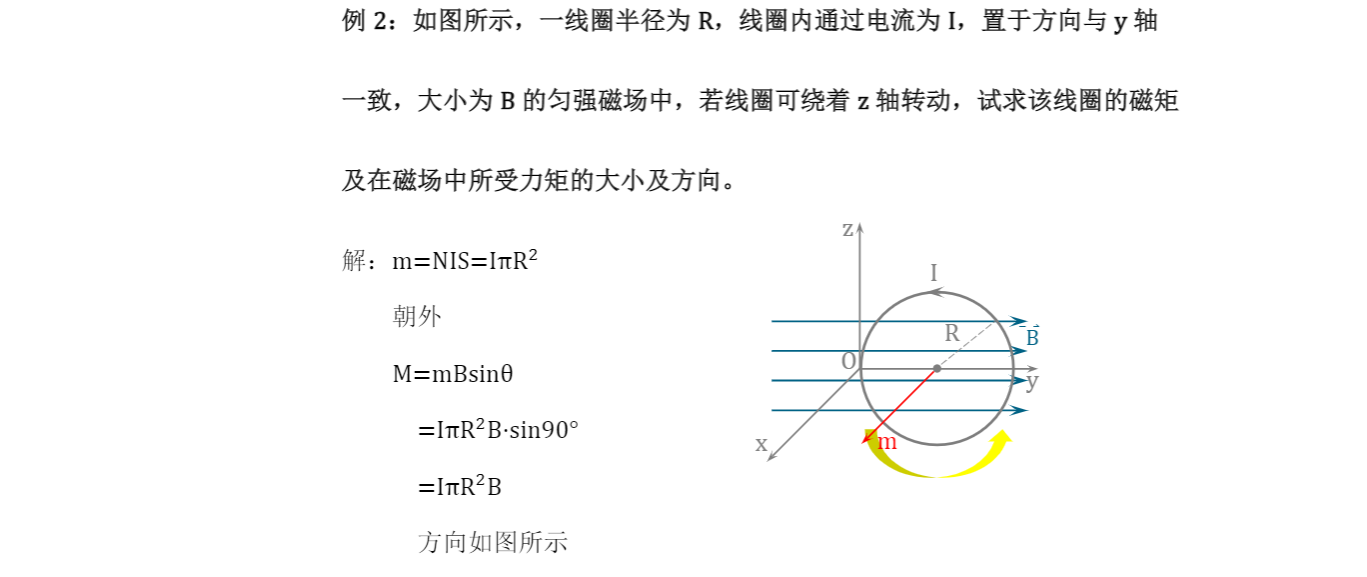 例 2：如图所示，一线圈半径为 R，线圈内通过电流为 I，置于方向与 y 轴
一致，大小为 B 的匀强磁场中，若线圈可绕着 z 轴转动，试求该线圈的磁矩
及在磁场中所受力矩的大小及方向。
解：m=NIS=IπR²
朝外
M=mBsinθ
=IπR²B·sin90°
=IπR²B
方向如图所示
z
I
R
B
O
y
x
m